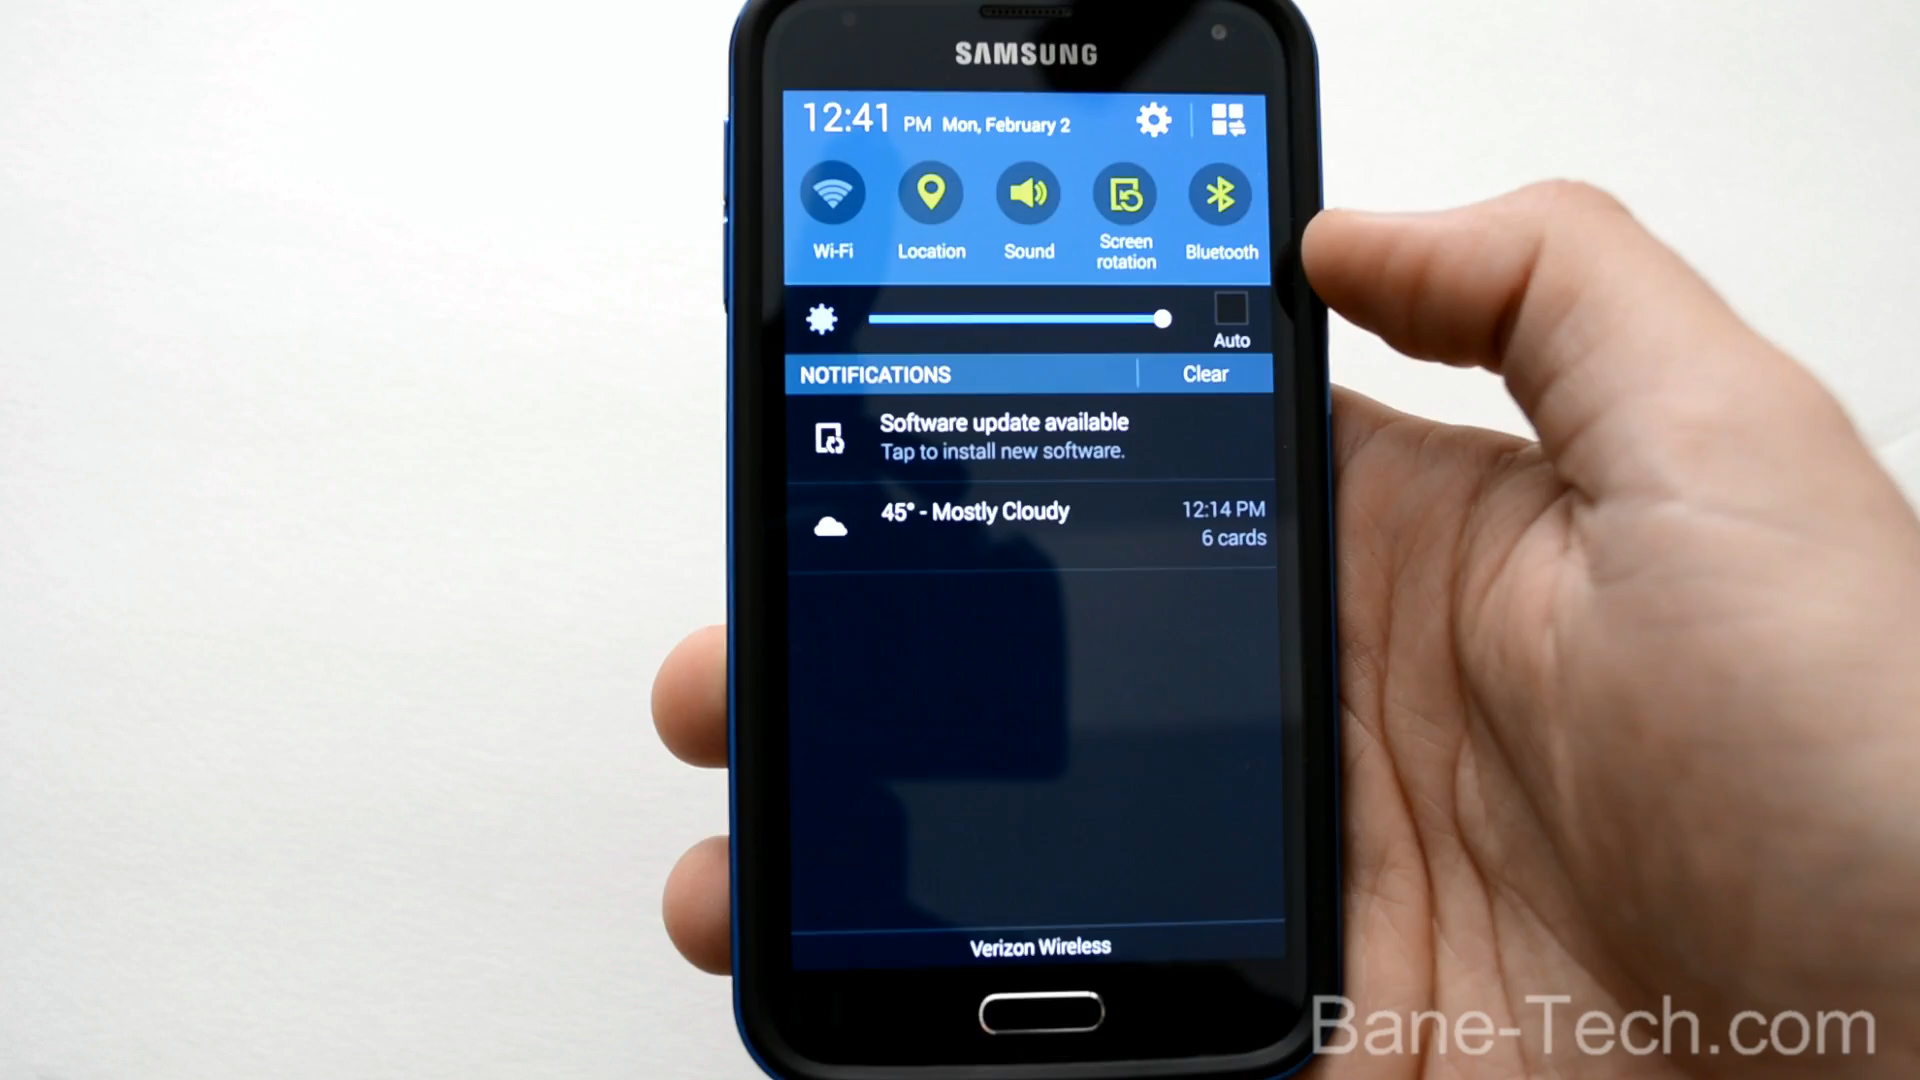 SAMSUNG
12:41 PM Mon, February 2
Wi-Fi
Location
Sound
Screen
rotation
Bluetooth
Auto
NOTIFICATIONS
Clear
Software update available
Tap to install new software.
45° - Mostly Cloudy
12:14 PM
6 cards
Verizon Wireless
Bane-Tech.com